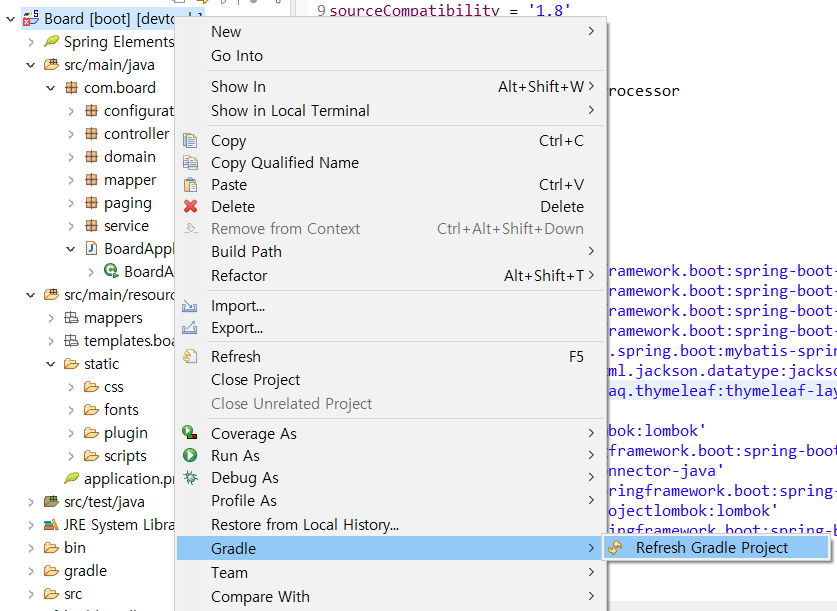 Board [boot] [devto
Spring Elements
src/main/java
com.board
configurat
controller
domain
mapper
paging
service
BoardAppl
BoardA
src/main/resourc
mappers
templates.boa
static
css
fonts
plugin
scripts
application.pr
src/test/java
JRE System Libra
bin
gradle
src
New
Go Into
Show In Alt+Shift+W
Show in Local Terminal
Copy Ctrl+C
Copy Qualified Name
Paste Ctrl+V
Delete Delete
Remove from Context Ctrl+Alt+Shift+Down
Build Path
Refactor Alt+Shift+T
Import...
Export...
Refresh F5
Close Project
Close Unrelated Project
Coverage As
Run As
Debug As
Profile As
Restore from Local History...
Gradle
Team
Compare With
Refresh Gradle Project
9 sourceCompatibility = '1.8'
rocessor
ramework.boot:spring-boot-
ramework.boot:spring-boot-
ramework.boot:spring-boot-
ramework.boot:spring-boot-
.spring.boot:mybatis-sprin
ml.jackson.datatype:jackso
aq.thymeleaf:thymeleaf-lay
bok:lombok'
framework.boot:spring-boot
nnector-java'
ringframework.boot:spring-
ojectlombok:lombok'
ingframework.boot:spring-